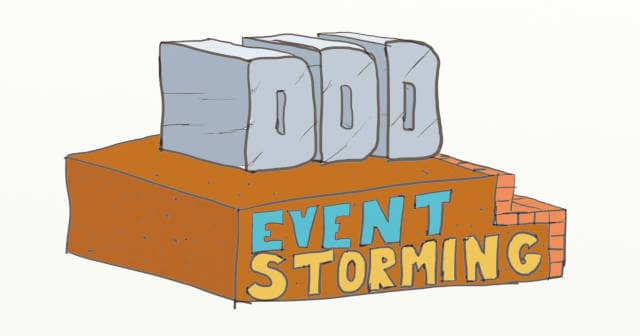 DDD
EVENT
STORMING